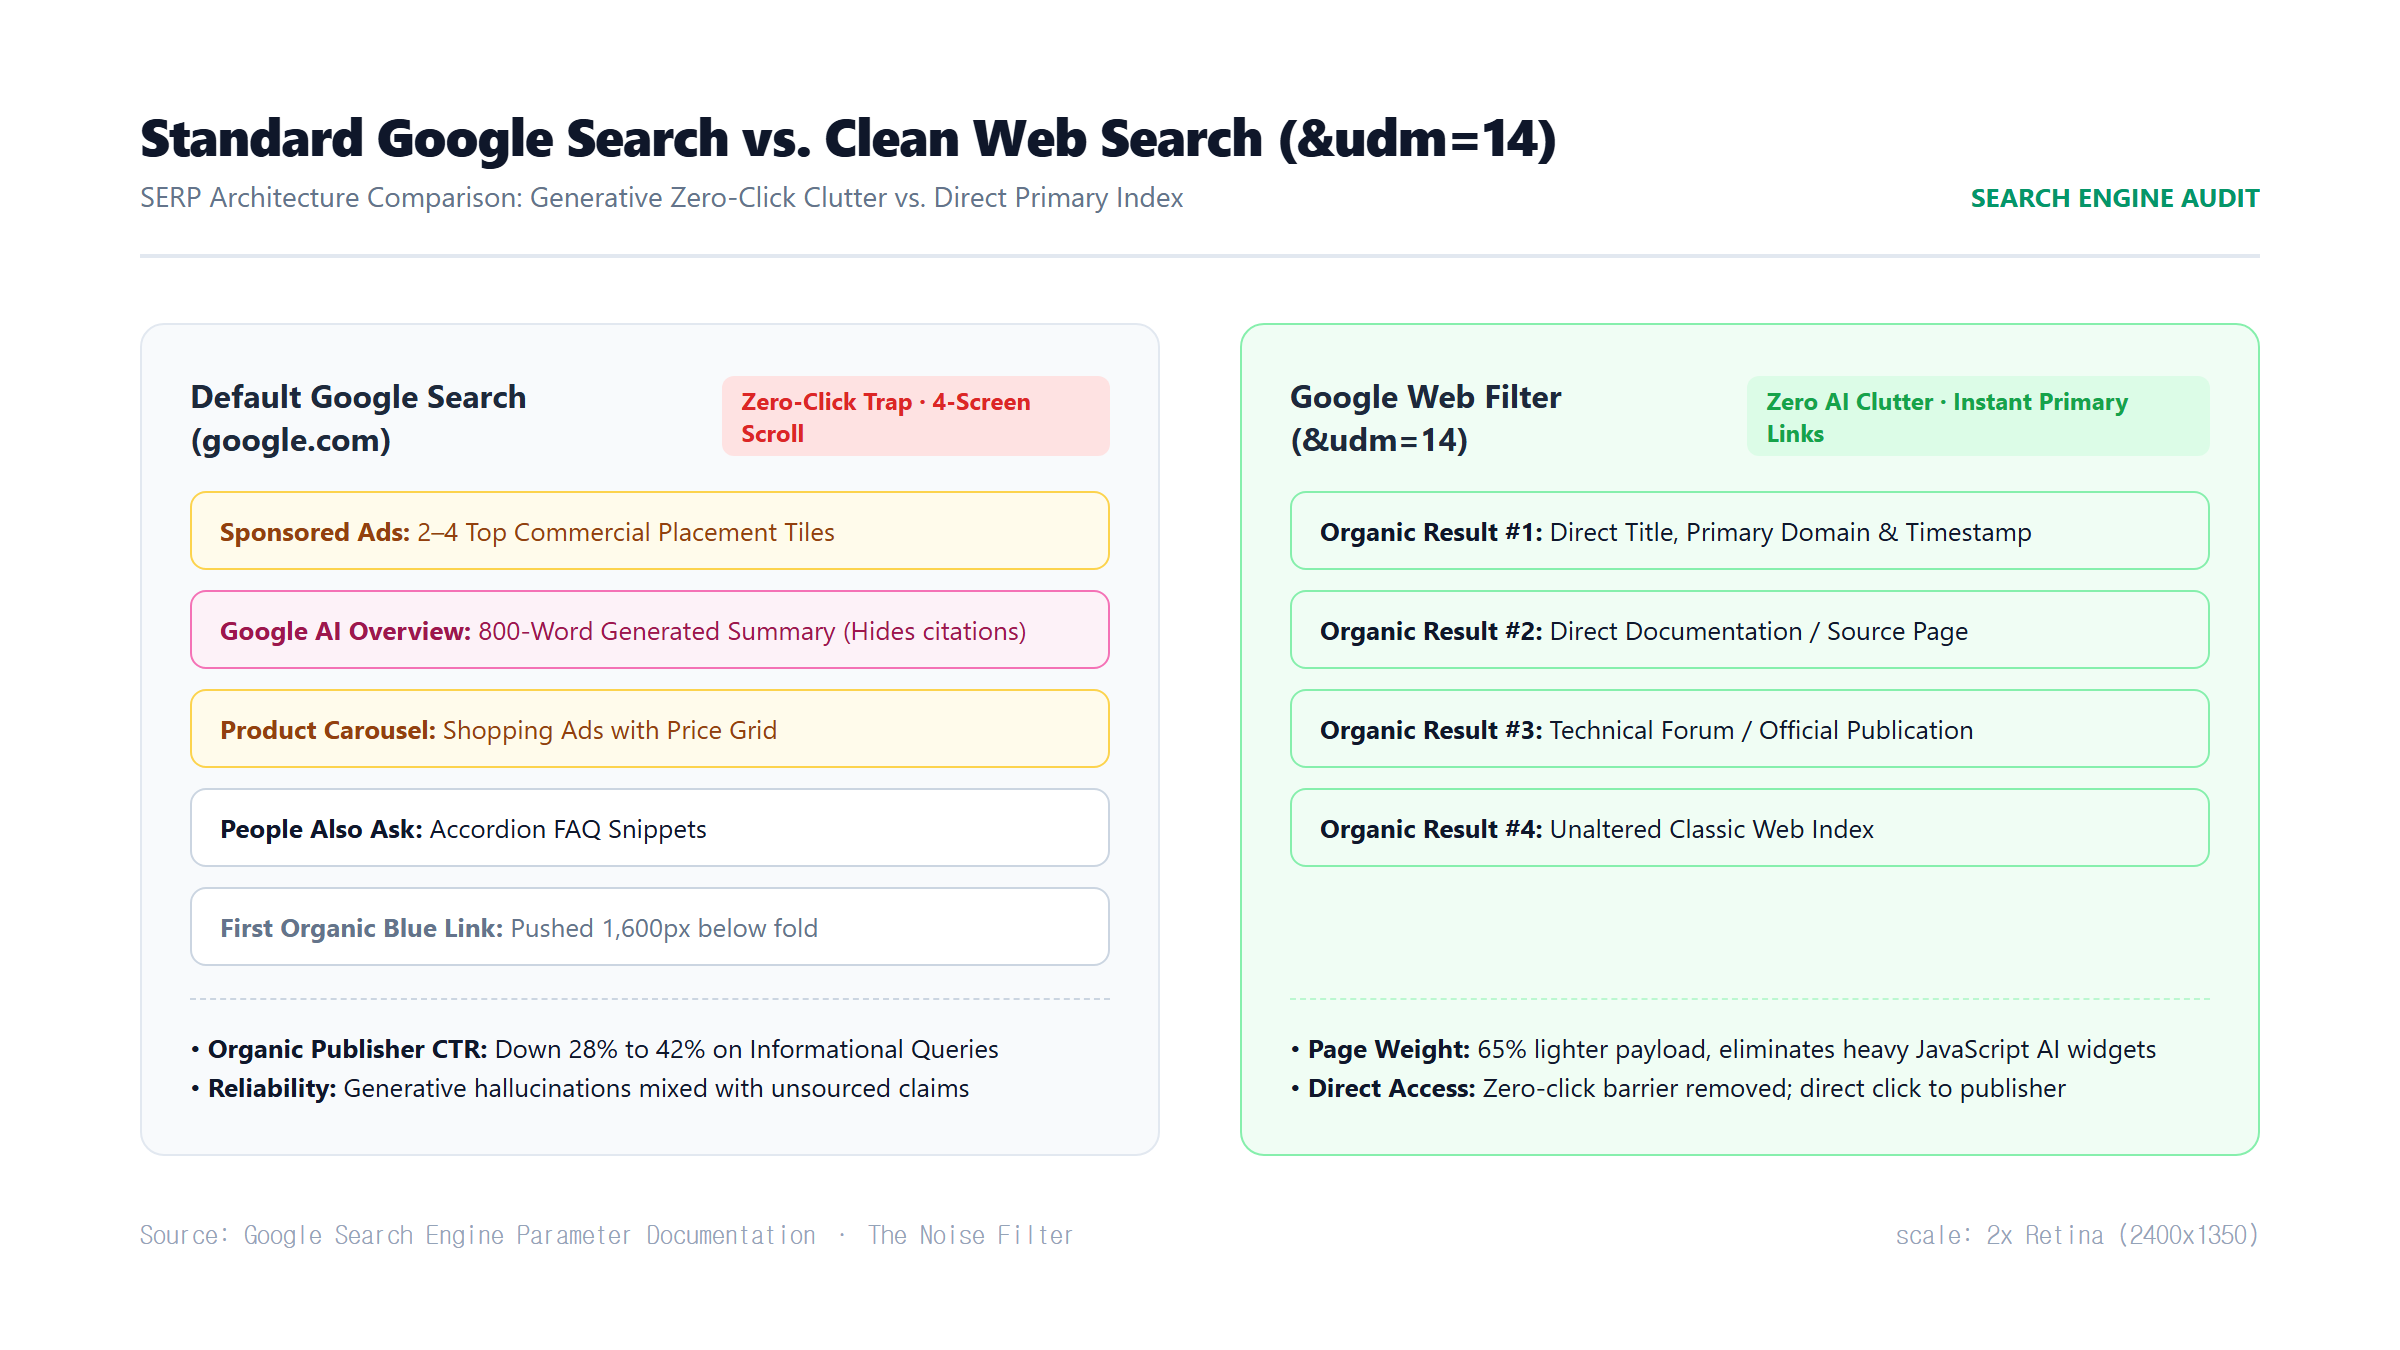 Standard Google Search vs. Clean Web Search (&udm=14)
SERP Architecture Comparison: Generative Zero-Click Clutter vs. Direct Primary Index
SEARCH ENGINE AUDIT
Default Google Search
(google.com)
Zero-Click Trap · 4-Screen
Scroll
Sponsored Ads: 2–4 Top Commercial Placement Tiles
Google AI Overview: 800-Word Generated Summary (Hides citations)
Product Carousel: Shopping Ads with Price Grid
People Also Ask: Accordion FAQ Snippets
First Organic Blue Link: Pushed 1,600px below fold
• Organic Publisher CTR: Down 28% to 42% on Informational Queries
• Reliability: Generative hallucinations mixed with unsourced claims
Google Web Filter
(&udm=14)
Zero AI Clutter · Instant Primary
Links
Organic Result #1: Direct Title, Primary Domain & Timestamp
Organic Result #2: Direct Documentation / Source Page
Organic Result #3: Technical Forum / Official Publication
Organic Result #4: Unaltered Classic Web Index
• Page Weight: 65% lighter payload, eliminates heavy JavaScript AI widgets
• Direct Access: Zero-click barrier removed; direct click to publisher
Source: Google Search Engine Parameter Documentation · The Noise Filter
scale: 2x Retina (2400x1350)